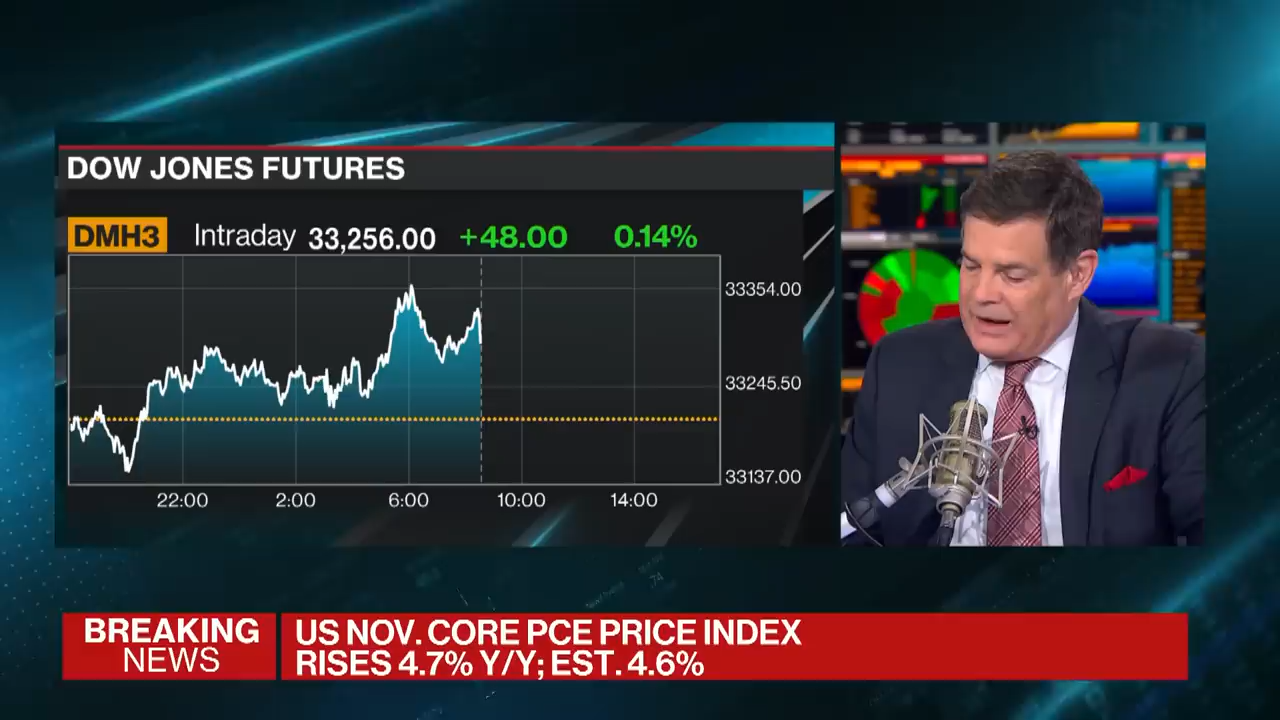 DOW JONES FUTURES
DMH3 Intraday 33,256.00 +48.00 0.14%
33354.00
33245.50
33137.00
22:00 2:00 6:00 10:00 14:00
BREAKING NEWS
US NOV. CORE PCE PRICE INDEX
RISES 4.7% Y/Y; EST. 4.6%